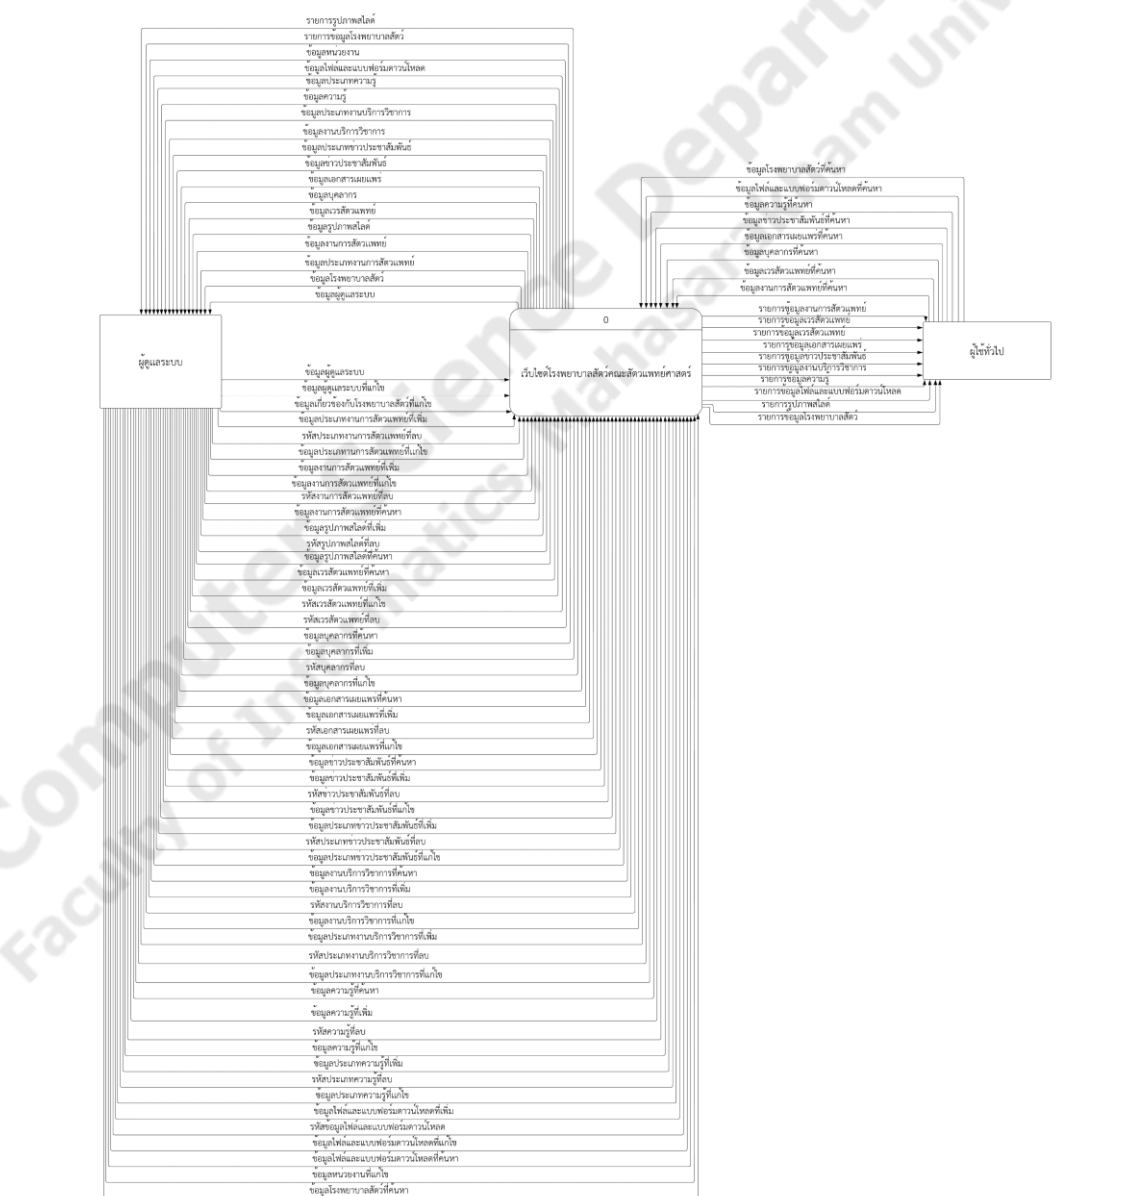 รายการรูปภาพสไลด์
รายการข้อมูลโรงพยาบาลสัตว์
ข้อมูลหน่วยงาน
ข้อมูลไฟล์และแบบฟอร์มดาวน์โหลด
ข้อมูลประเภทความรู้
ข้อมูลความรู้
ข้อมูลประเภทงานบริการวิชาการ
ข้อมูลงานบริการวิชาการ
ข้อมูลประเภทข่าวประชาสัมพันธ์
ข้อมูลข่าวประชาสัมพันธ์
ข้อมูลเอกสารเผยแพร่
ข้อมูลบุคลากร
ข้อมูลเวรสัตวแพทย์
ข้อมูลรูปภาพสไลด์
ข้อมูลงานการสัตวแพทย์
ข้อมูลประเภทงานการสัตวแพทย์
ข้อมูลโรงพยาบาลสัตว์
ข้อมูลผู้ดูแลระบบ
ผู้ดูแลระบบ
0
เว็บไซต์โรงพยาบาลสัตว์คณะสัตวแพทย์ศาสตร์
ผู้ใช้ทั่วไป
ข้อมูลโรงพยาบาลสัตว์ที่ค้นหา
ข้อมูลไฟล์และแบบฟอร์มดาวน์โหลดที่ค้นหา
ข้อมูลความรู้ที่ค้นหา
ข้อมูลข่าวประชาสัมพันธ์ที่ค้นหา
ข้อมูลเอกสารเผยแพร่ที่ค้นหา
ข้อมูลบุคลากรที่ค้นหา
ข้อมูลเวรสัตวแพทย์ที่ค้นหา
ข้อมูลงานการสัตวแพทย์ที่ค้นหา
รายการข้อมูลงานการสัตวแพทย์
รายการข้อมูลเวรสัตวแพทย์
รายการข้อมูลเวรสัตวแพทย์
รายการข้อมูลเอกสารเผยแพร่
รายการข้อมูลข่าวประชาสัมพันธ์
รายการข้อมูลงานบริการวิชาการ
รายการข้อมูลความรู้
รายการข้อมูลไฟล์และแบบฟอร์มดาวน์โหลด
รายการรูปภาพสไลด์
รายการข้อมูลโรงพยาบาลสัตว์
ข้อมูลผู้ดูแลระบบ
ข้อมูลผู้ดูแลระบบที่แก้ไข
ข้อมูลเกี่ยวข้องกับโรงพยาบาลสัตว์ที่แก้ไข
ข้อมูลประเภทงานการสัตวแพทย์ที่เพิ่ม
รหัสประเภทงานการสัตวแพทย์ที่ลบ
ข้อมูลประเภทานการสัตวแพทย์ที่แก้ไข
ข้อมูลงานการสัตวแพทย์ที่เพิ่ม
ข้อมูลงานการสัตวแพทย์ที่แก้ไข
รหัสงานการสัตวแพทย์ที่ลบ
ข้อมูลงานการสัตวแพทย์ที่ค้นหา
ข้อมูลรูปภาพสไลด์ที่เพิ่ม
รหัสรูปภาพสไลด์ที่ลบ
ข้อมูลรูปภาพสไลด์ที่ค้นหา
ข้อมูลเวรสัตวแพทย์ที่ค้นหา
ข้อมูลเวรสัตวแพทย์ที่เพิ่ม
รหัสเวรสัตวแพทย์ที่แก้ไข
รหัสเวรสัตวแพทย์ที่ลบ
ข้อมูลบุคลากรที่ค้นหา
ข้อมูลบุคลากรที่เพิ่ม
รหัสบุคลากรที่ลบ
ข้อมูลบุคลากรที่แก้ไข
ข้อมูลเอกสารเผยแพร่ที่ค้นหา
ข้อมูลเอกสารเผยแพร่ที่เพิ่ม
รหัสเอกสารเผยแพร่ที่ลบ
ข้อมูลเอกสารเผยแพร่ที่แก้ไข
ข้อมูลข่าวประชาสัมพันธ์ที่ค้นหา
ข้อมูลข่าวประชาสัมพันธ์ที่เพิ่ม
รหัสข่าวประชาสัมพันธ์ที่ลบ
ข้อมูลข่าวประชาสัมพันธ์ที่แก้ไข
ข้อมูลประเภทข่าวประชาสัมพันธ์ที่เพิ่ม
รหัสประเภทข่าวประชาสัมพันธ์ที่ลบ
ข้อมูลประเภทข่าวประชาสัมพันธ์ที่แก้ไข
ข้อมูลงานบริการวิชาการที่ค้นหา
ข้อมูลงานบริการวิชาการที่เพิ่ม
รหัสงานบริการวิชาการที่ลบ
ข้อมูลงานบริการวิชาการที่แก้ไข
ข้อมูลประเภทงานบริการวิชาการที่เพิ่ม
รหัสประเภทงานบริการวิชาการที่ลบ
ข้อมูลประเภทงานบริการวิชาการที่แก้ไข
ข้อมูลความรู้ที่ค้นหา
ข้อมูลความรู้ที่เพิ่ม
รหัสความรู้ที่ลบ
ข้อมูลความรู้ที่แก้ไข
ข้อมูลประเภทความรู้ที่เพิ่ม
รหัสประเภทความรู้ที่ลบ
ข้อมูลประเภทความรู้ที่แก้ไข
ข้อมูลไฟล์และแบบฟอร์มดาวน์โหลดที่เพิ่ม
รหัสข้อมูลไฟล์และแบบฟอร์มดาวน์โหลด
ข้อมูลไฟล์และแบบฟอร์มดาวน์โหลดที่แก้ไข
ข้อมูลไฟล์และแบบฟอร์มดาวน์โหลดที่ค้นหา
ข้อมูลหน่วยงานที่แก้ไข
ข้อมูลโรงพยาบาลสัตว์ที่ค้นหา
Computer Science Depart
Faculty of Informatics, Mahasarakham Univ